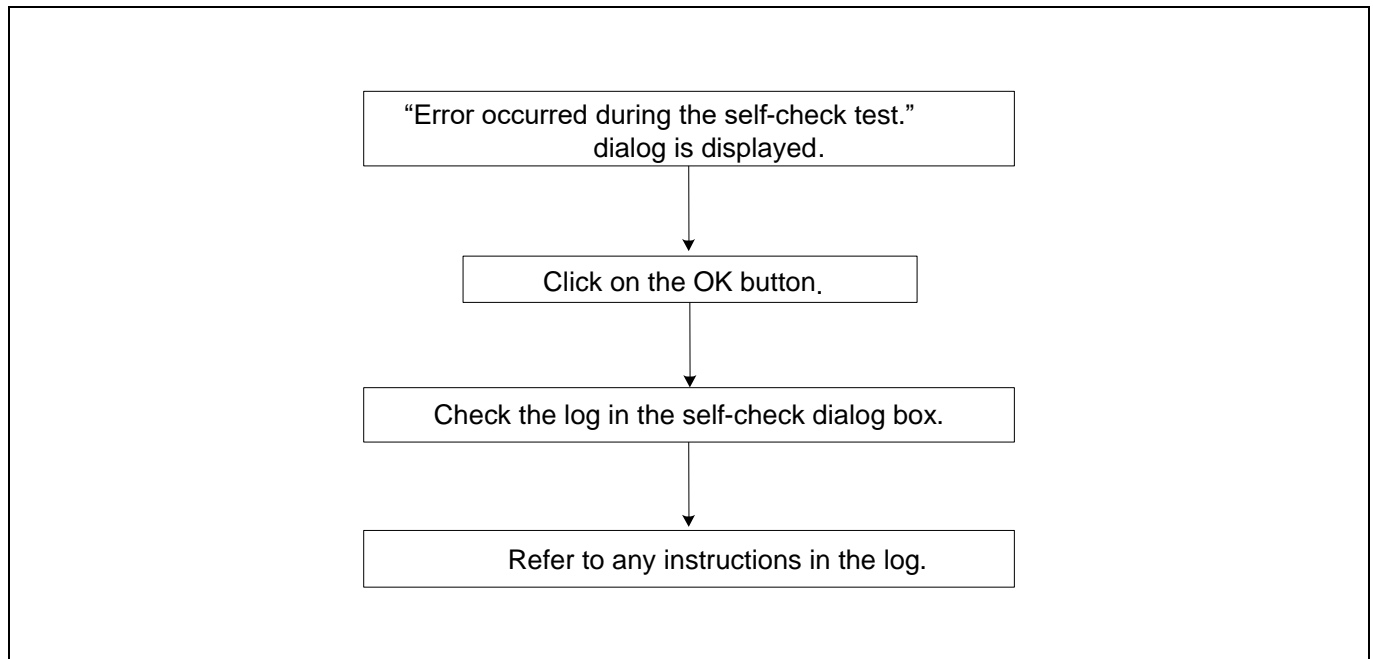 “Error occurred during the self-check test.”
dialog is displayed.
Click on the OK button.
Check the log in the self-check dialog box.
Refer to any instructions in the log.